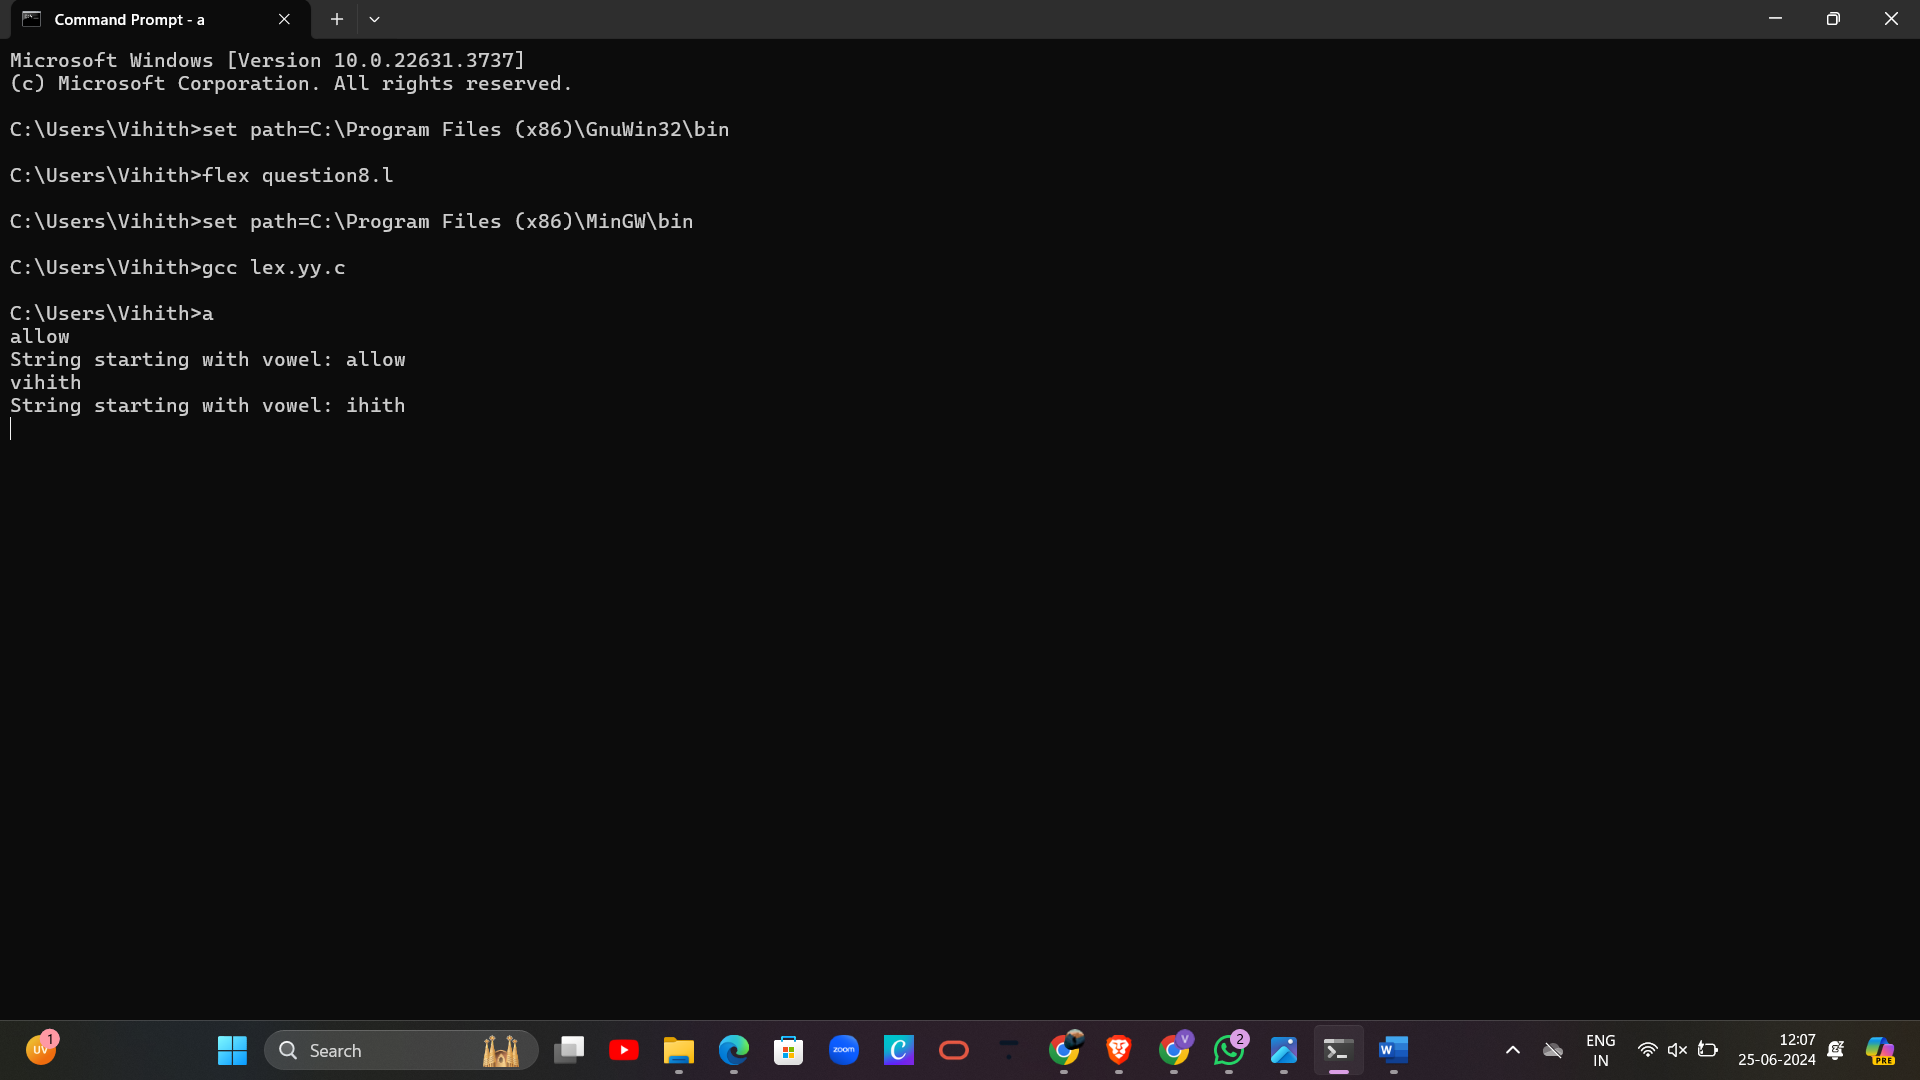 Command Prompt - a
Microsoft Windows [Version 10.0.22631.3737]
(c) Microsoft Corporation. All rights reserved.
C:\Users\Vihith>set path=C:\Program Files (x86)\GnuWin32\bin
C:\Users\Vihith>flex question8.l
C:\Users\Vihith>set path=C:\Program Files (x86)\MinGW\bin
C:\Users\Vihith>gcc lex.yy.c
C:\Users\Vihith>a
allow
String starting with vowel: allow
vihith
String starting with vowel: ihith
UV 1
Search
zoom
C
V
2
W
ENG
IN
12:07
25-06-2024
PRE